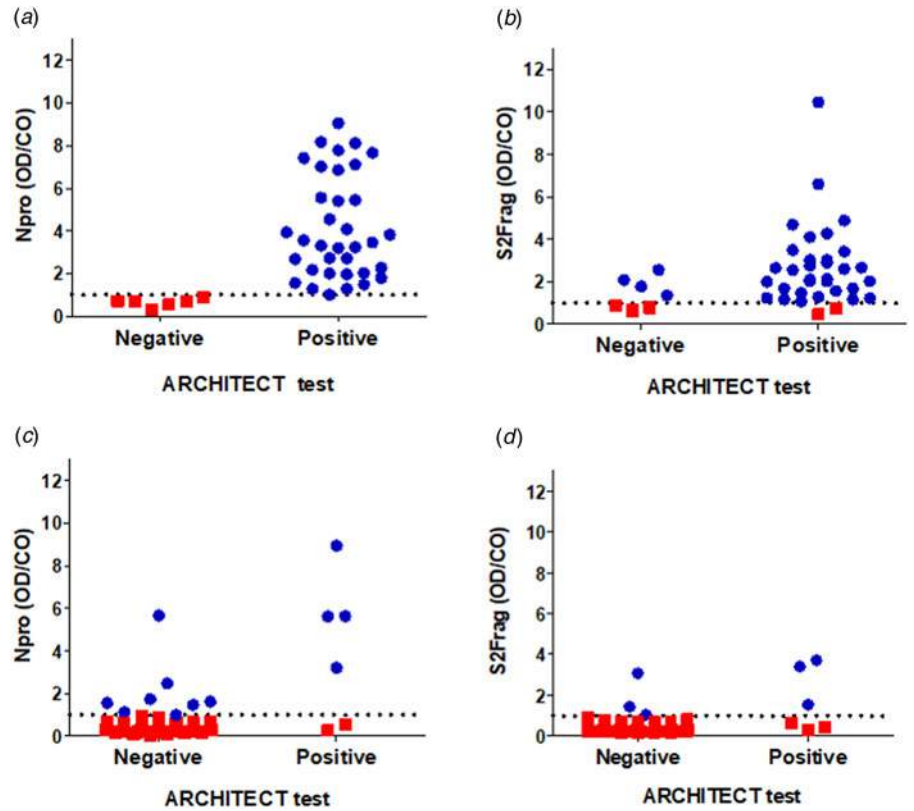 (a)
12
10
8
6
4
2
0
Npro (OD/CO)
Negative Positive
ARCHITECT test
(b)
12
10
8
6
4
2
0
S2Frag (OD/CO)
Negative Positive
ARCHITECT test
(c)
12
10
8
6
4
2
0
Npro (OD/CO)
Negative Positive
ARCHITECT test
(d)
12
10
8
6
4
2
0
S2Frag (OD/CO)
Negative Positive
ARCHITECT test